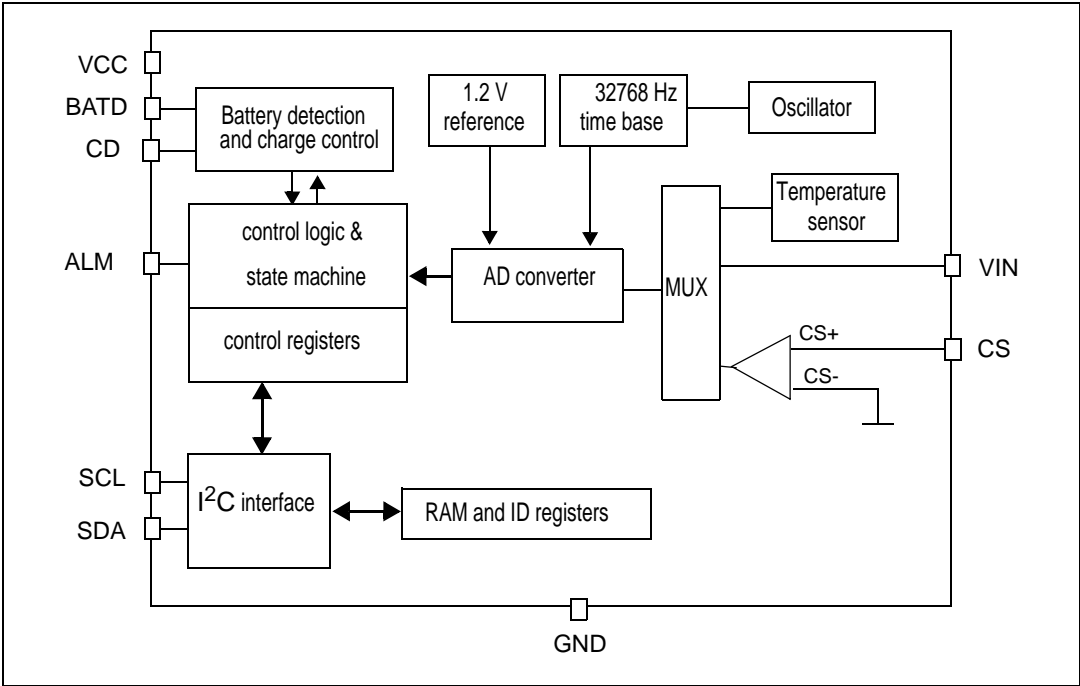 VCC
BATD
CD
ALM
SCL
SDA
Battery detection
and charge control
1.2 V
reference
32768 Hz
time base
Oscillator
control logic &
state machine
control registers
AD converter
MUX
Temperature
sensor
VIN
CS+
CS-
CS
I²C interface
RAM and ID registers
GND